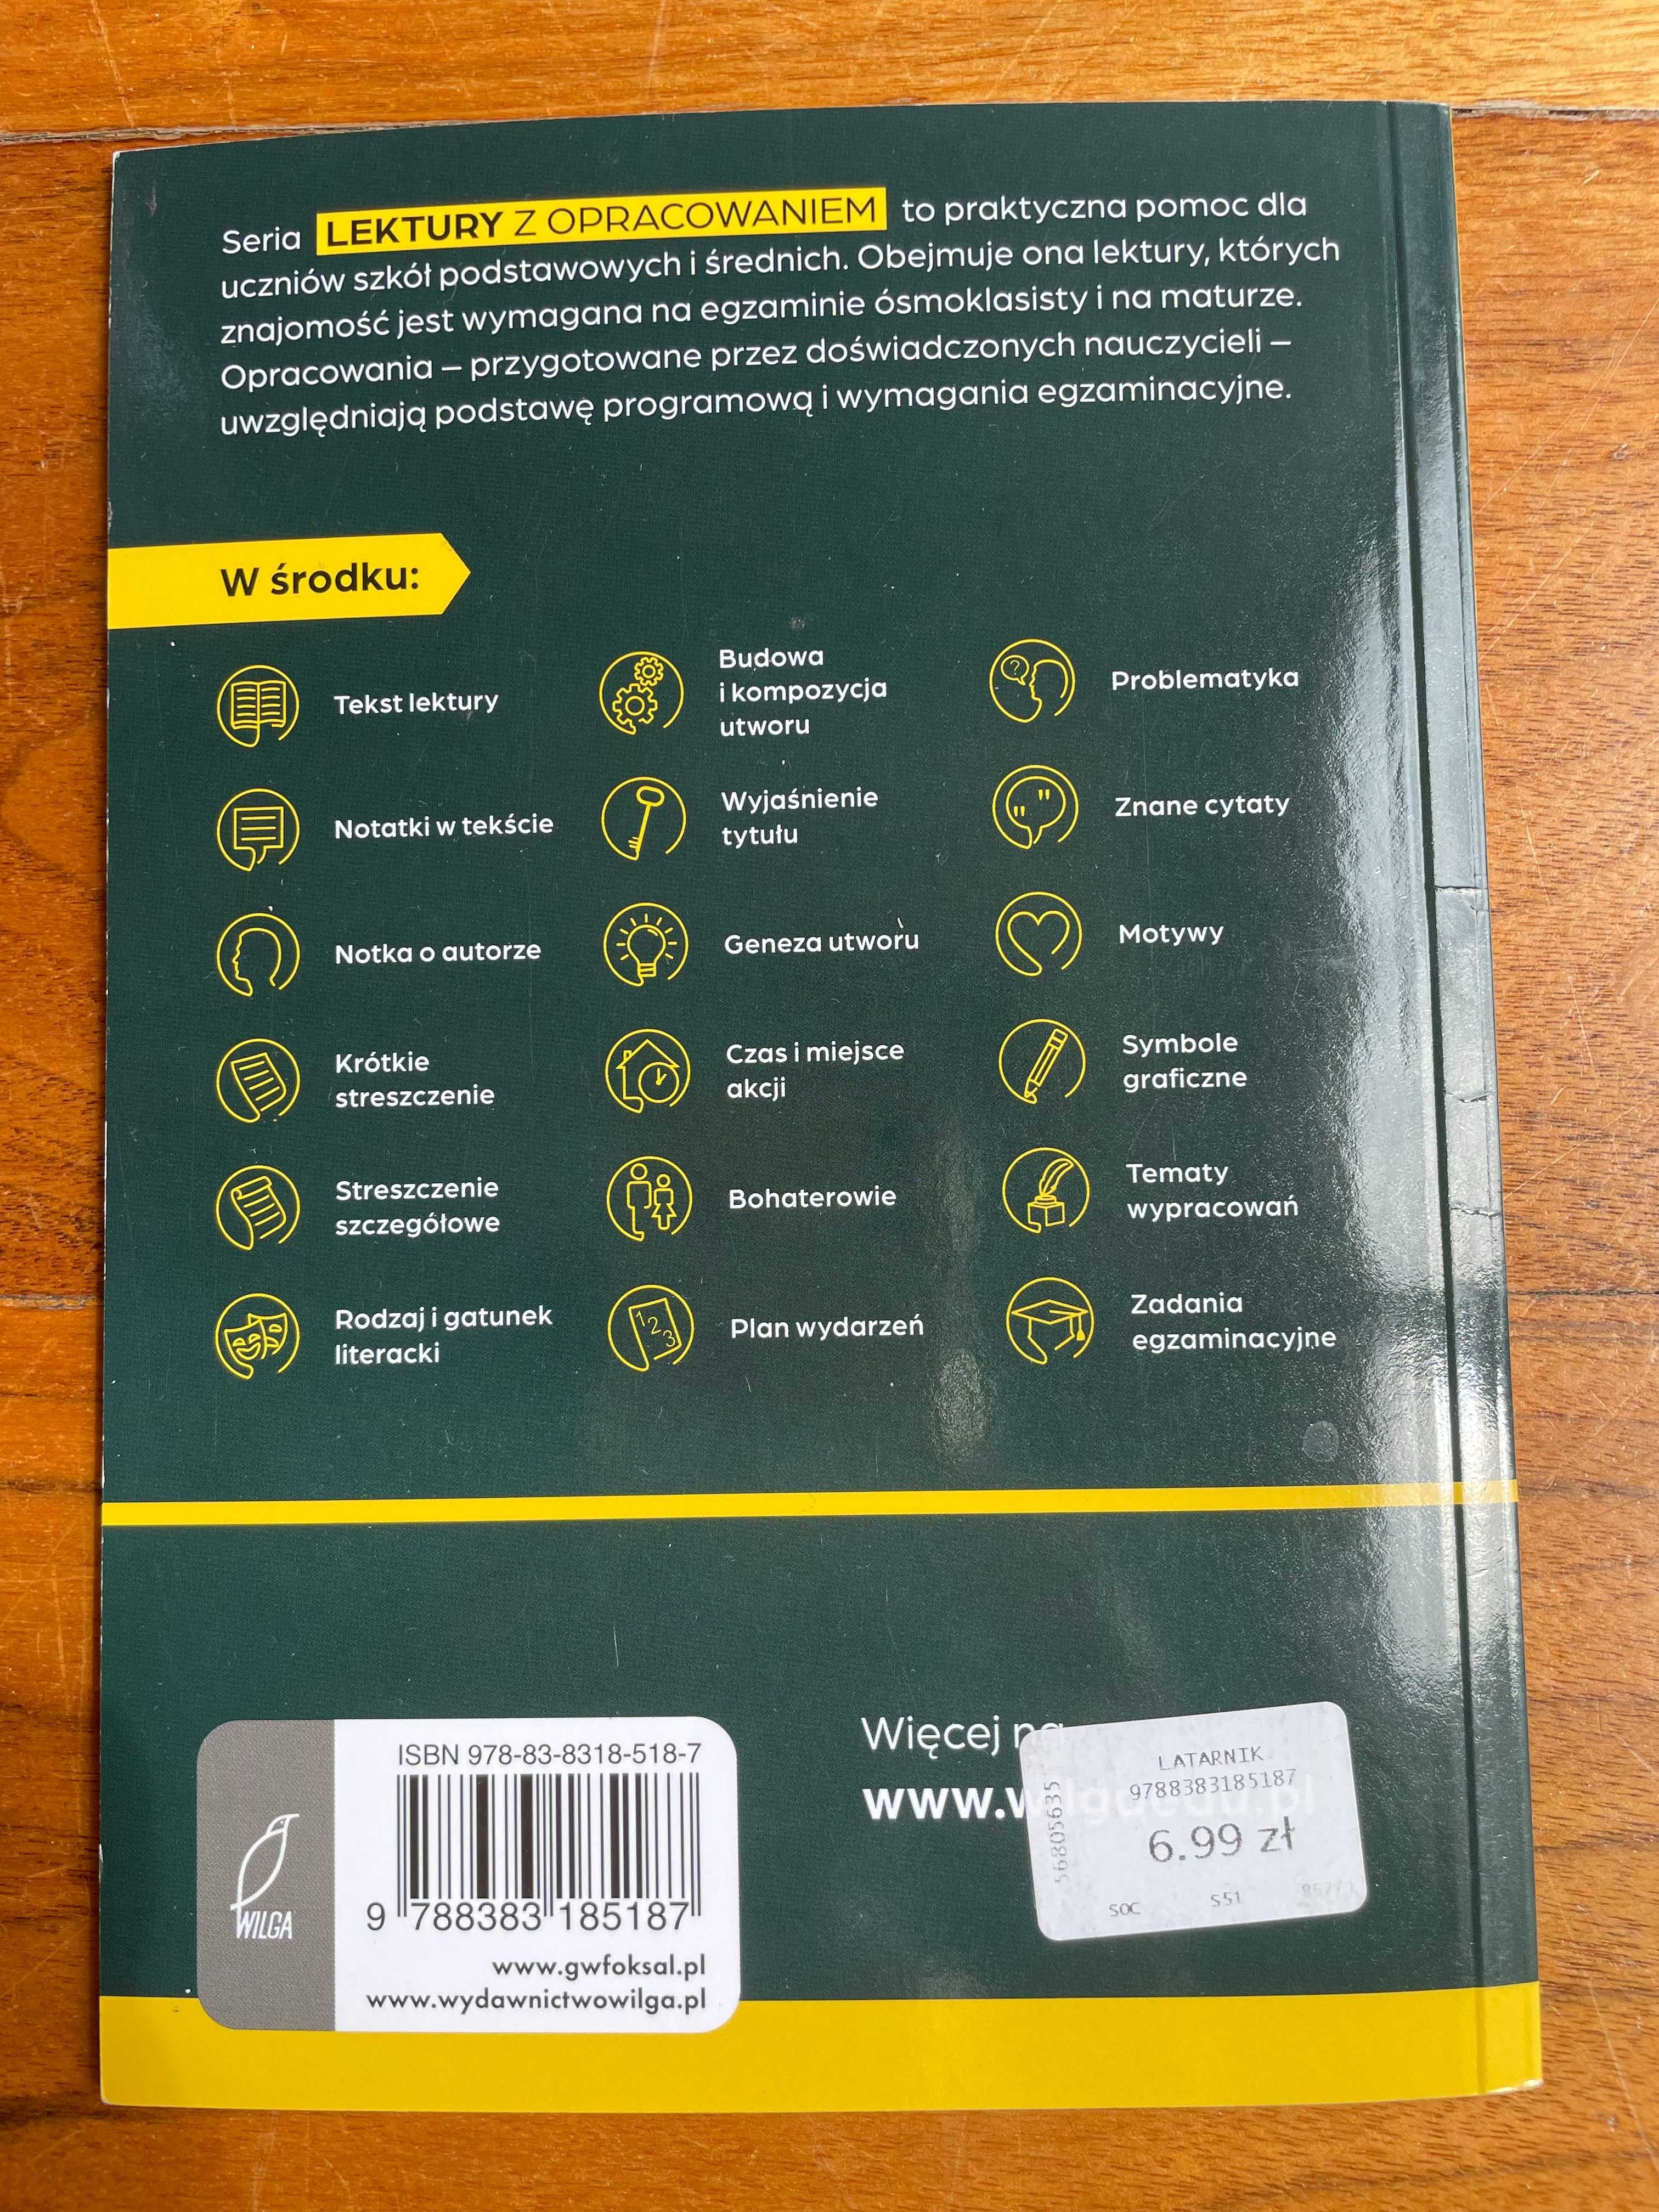 Seria LEKTURY Z OPRACOWANIEM to praktyczna pomoc dla
uczniów szkół podstawowych i średnich. Obejmuje ona lektury, których
znajomość jest wymagana na egzaminie ósmoklasisty i na maturze.
Opracowania – przygotowane przez doświadczonych nauczycieli –
uwzględniają podstawę programową i wymagania egzaminacyjne.
W środku:
Tekst lektury
Notatki w tekście
Notka o autorze
Krótkie
streszczenie
Streszczenie
szczegółowe
Rodzaj i gatunek
literacki
Budowa
i kompozycja
utworu
Wyjaśnienie
tytułu
Geneza utworu
Czas i miejsce
akcji
Bohaterowie
1
2
3
Plan wydarzeń
?
Problematyka
" "
Znane cytaty
Motywy
Symbole
graficzne
Tematy
wypracowań
Zadania
egzaminacyjne
WILGA
ISBN 978-83-8318-518-7
9 788383 185187
www.gwfoksal.pl
www.wydawnictwowilga.pl
Więcej na
www.wilgaedu.pl
LATARNIK
9788383185187
56805635
6.99 zł
SOC S51